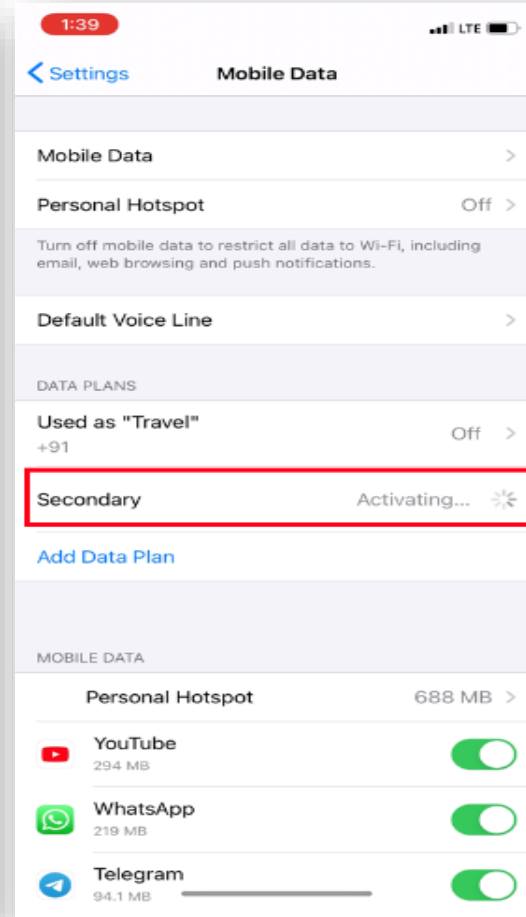 1:39
LTE
Settings
Mobile Data
Mobile Data
Personal Hotspot Off
Turn off mobile data to restrict all data to Wi-Fi, including
email, web browsing and push notifications.
Default Voice Line
DATA PLANS
Used as "Travel" Off
+91
Secondary Activating...
Add Data Plan
MOBILE DATA
Personal Hotspot 688 MB
YouTube
294 MB
WhatsApp
219 MB
Telegram
94.1 MB